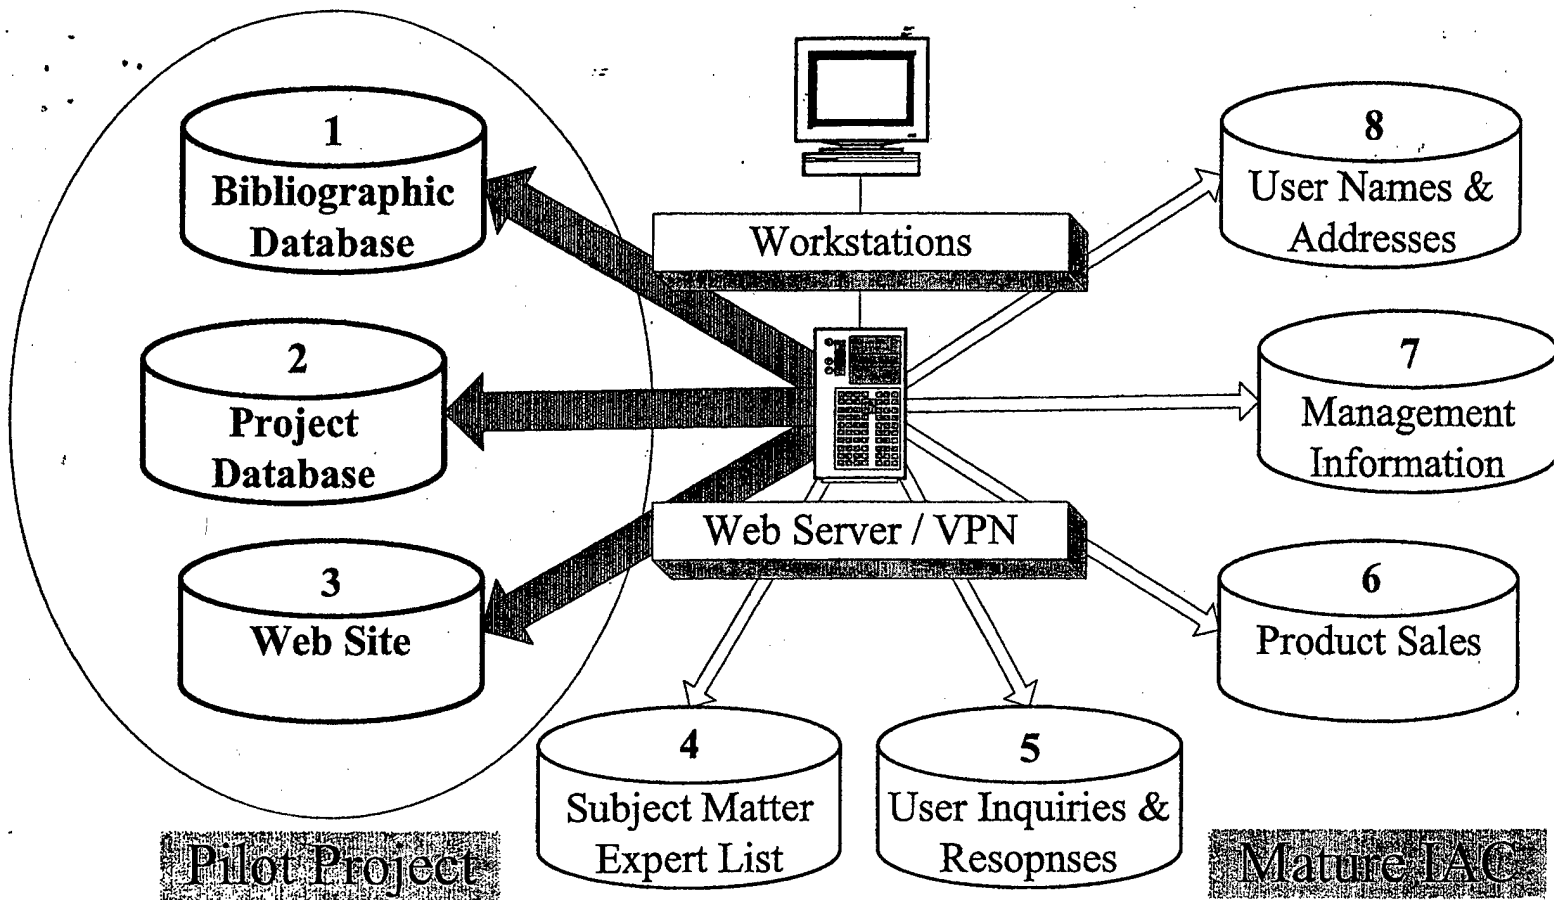 1
Bibliographic
Database
2
Project
Database
3
Web Site
Workstations
Web Server / VPN
8
User Names &
Addresses
7
Management
Information
6
Product Sales
4
Subject Matter
Expert List
5
User Inquiries &
Resopnses
Pilot Project
Mature IAC